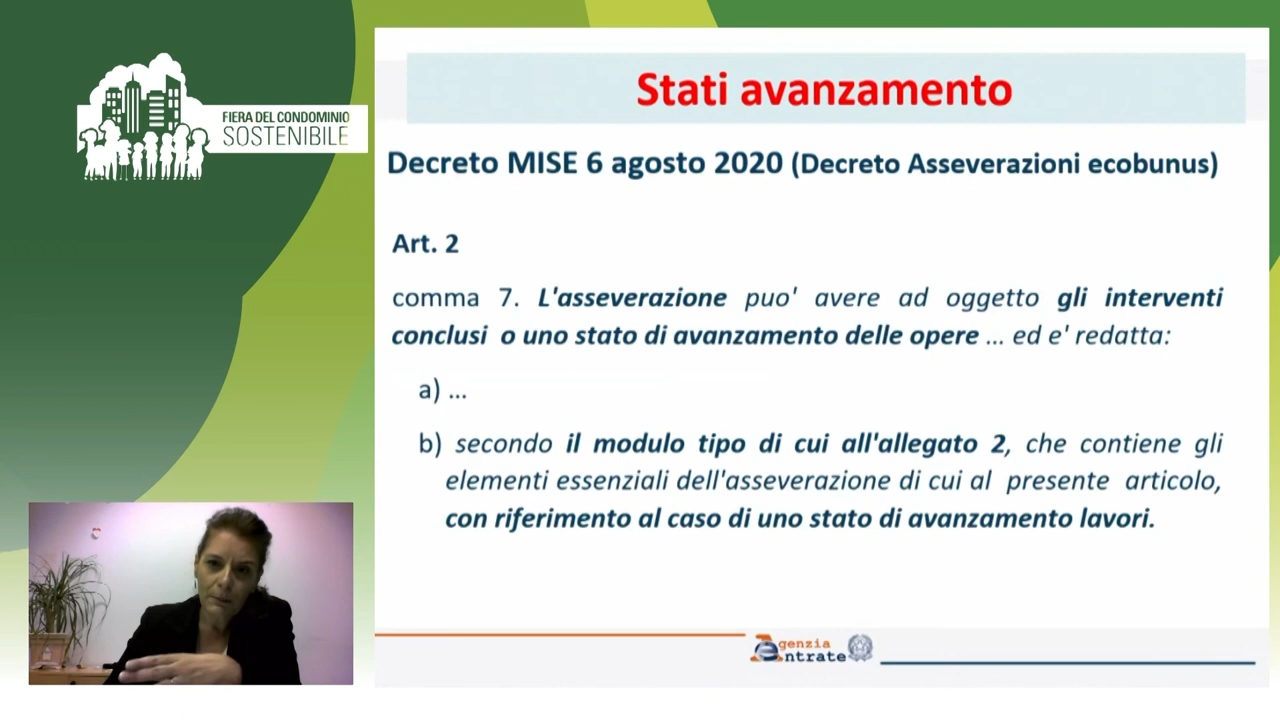 FIERA DEL CONDOMINIO
SOSTENIBILE
Stati avanzamento
Decreto MISE 6 agosto 2020 (Decreto Asseverazioni ecobunus)
Art. 2
comma 7. L'asseverazione puo' avere ad oggetto gli interventi
conclusi o uno stato di avanzamento delle opere ... ed e' redatta:
a) ...
b) secondo il modulo tipo di cui all'allegato 2, che contiene gli
elementi essenziali dell'asseverazione di cui al presente articolo,
con riferimento al caso di uno stato di avanzamento lavori.
genzia
ntrate